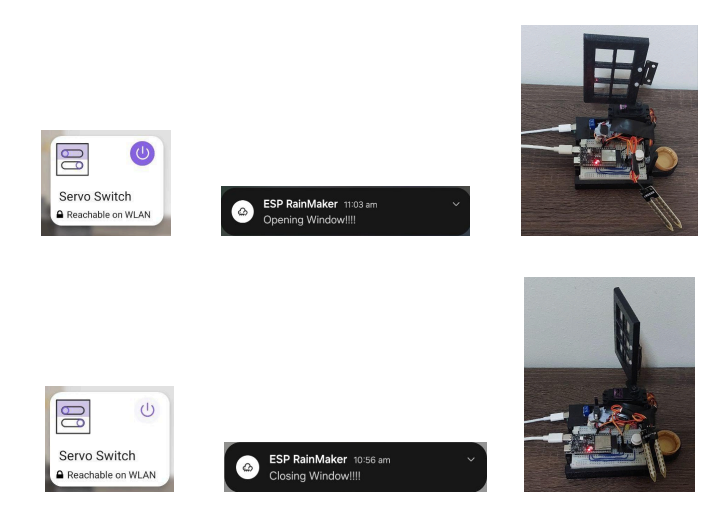 Servo Switch
Reachable on WLAN
ESP RainMaker 11:03 am
Opening Window!!!!
Servo Switch
Reachable on WLAN
ESP RainMaker 10:56 am
Closing Window!!!!